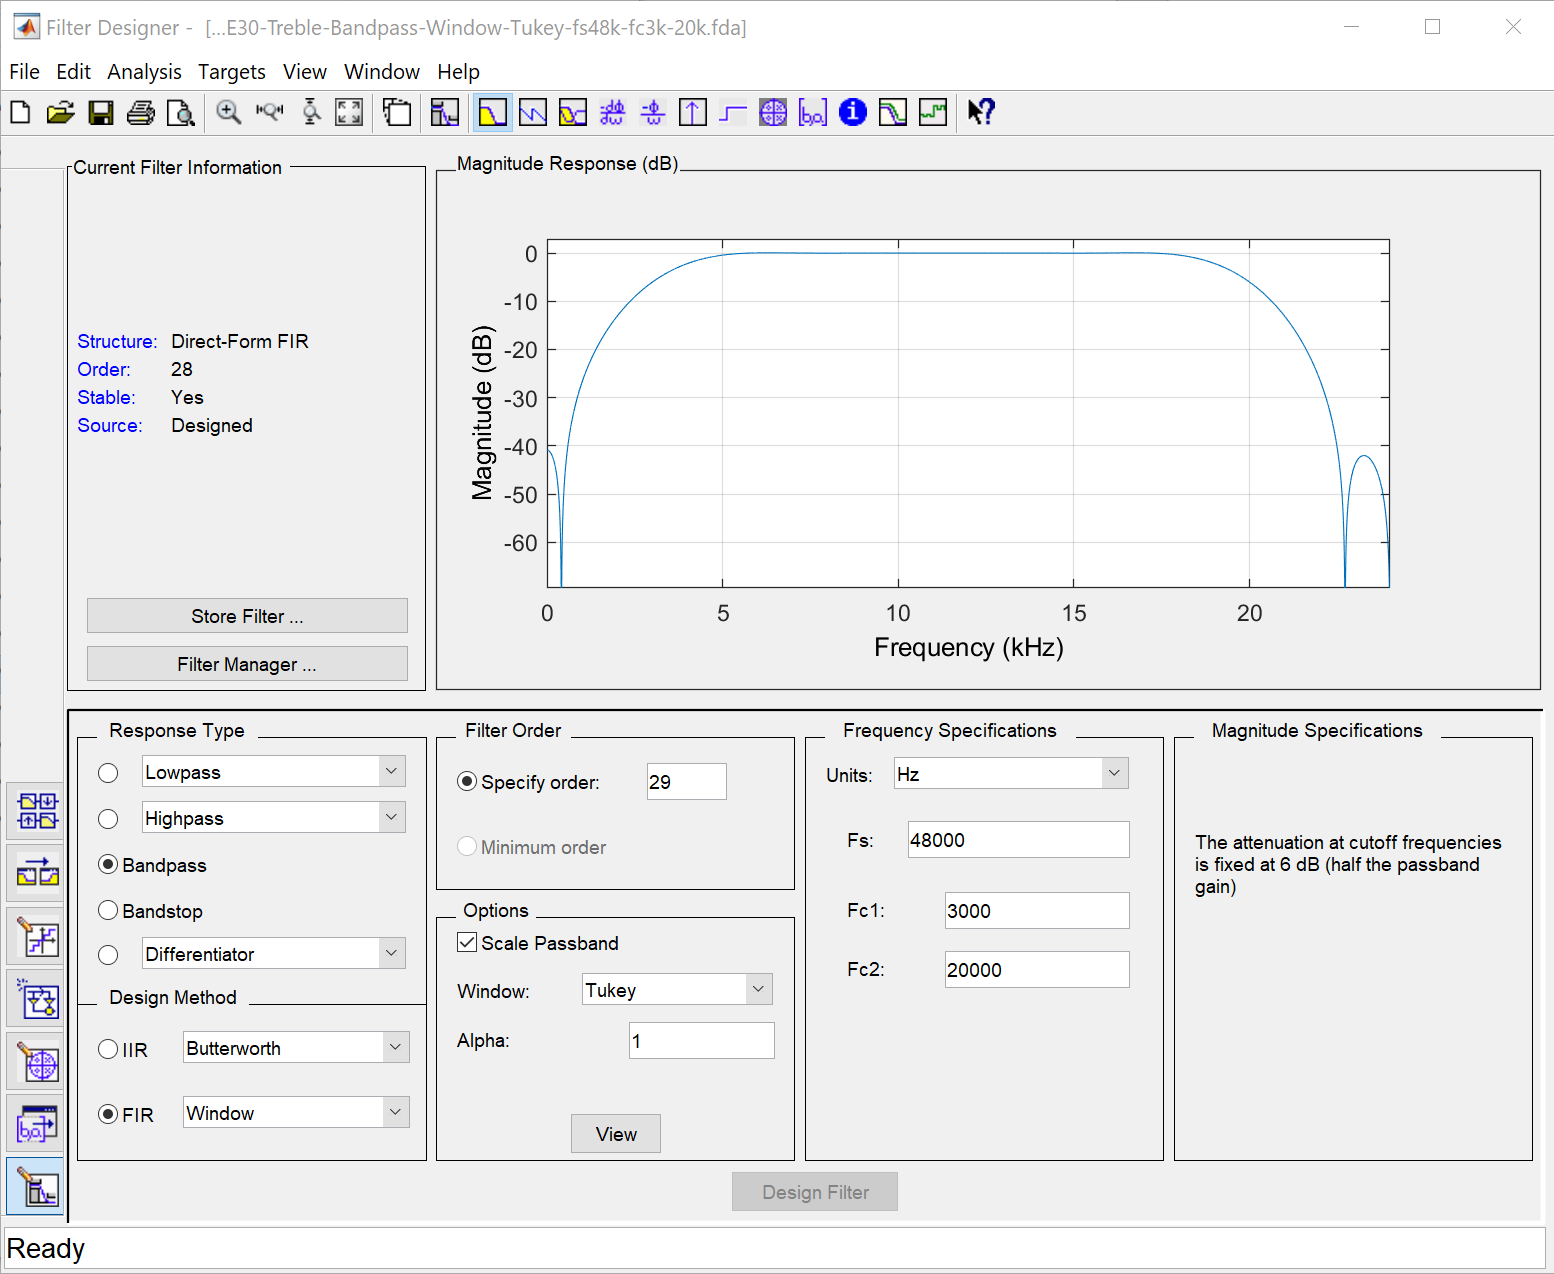 Filter Designer - [...E30-Treble-Bandpass-Window-Tukey-fs48k-fc3k-20k.fda]
File Edit Analysis Targets View Window Help
Current Filter Information
Structure: Direct-Form FIR
Order: 28
Stable: Yes
Source: Designed
Store Filter ...
Filter Manager ...
Magnitude Response (dB)
Magnitude (dB)
0
-10
-20
-30
-40
-50
-60
0 5 10 15 20
Frequency (kHz)
Response Type
Lowpass
Highpass
Bandpass
Bandstop
Differentiator
Design Method
IIR Butterworth
FIR Window
Filter Order
Specify order: 29
Minimum order
Options
Scale Passband
Window: Tukey
Alpha: 1
View
Frequency Specifications
Units: Hz
Fs: 48000
Fc1: 3000
Fc2: 20000
Magnitude Specifications
The attenuation at cutoff frequencies
is fixed at 6 dB (half the passband
gain)
Design Filter
Ready